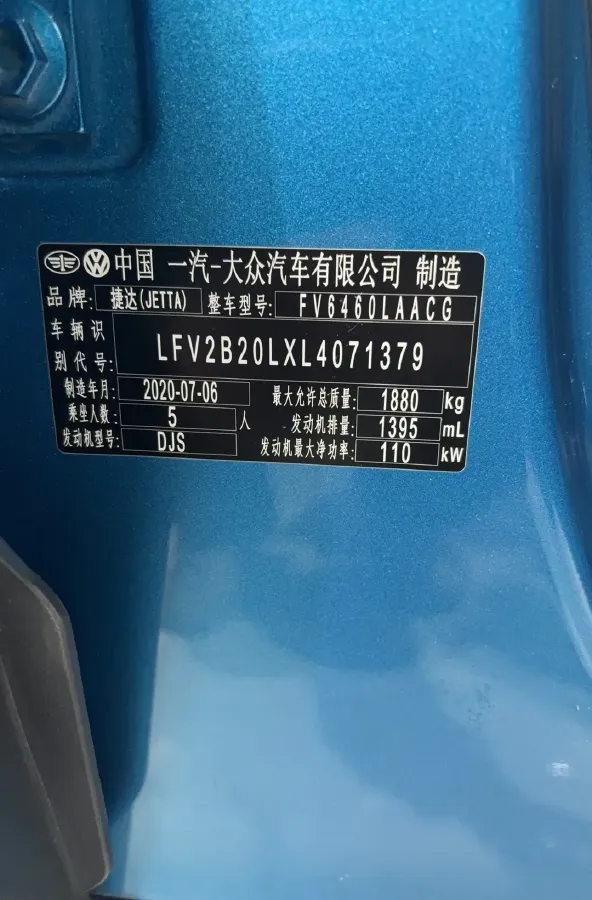 中国 一汽-大众汽车有限公司 制造
品牌: 捷达(JETTA) 整车型号: FV6460LAACG
车辆识别代号: LFV2B20LXL4071379
制造年月: 2020-07-06 最大允许总质量: 1880 kg
乘坐人数: 5 人 发动机排量: 1395 mL
发动机型号: DJS 发动机最大净功率: 110 kW